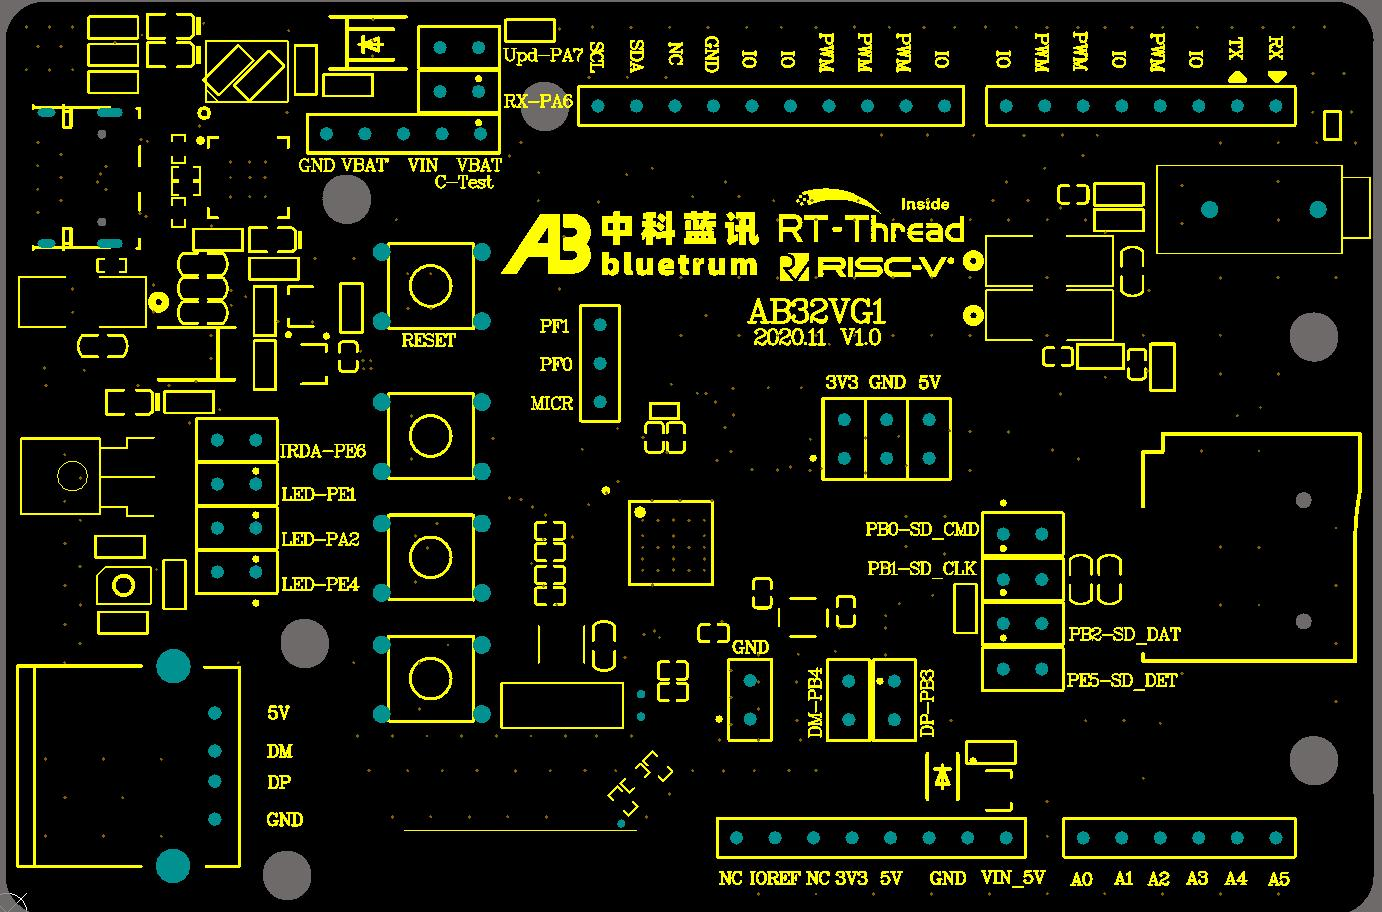 Upd-PA7
SCL SDA NC GND IO IO PWM PWM PWM IO
IO PWM PWM IO PWM IO TX RX
RX-PA6
GND VBAT VIN VBAT
C-Test
AB 中科蓝讯
bluetrum
Inside
RT-Thread
RISC-V
AB32VG1
2020.11 V1.0
RESET
PF1
PF0
MICR
3V3 GND 5V
IRDA-PE6
LED-PE1
LED-PA2
LED-PE4
PB0-SD_CMD
PB1-SD_CLK
PB2-SD_DAT
PE5-SD_DET
GND
DM-PB4
DP-PB3
5V
DM
DP
GND
NC IOREF NC 3V3 5V GND VIN_5V
A0 A1 A2 A3 A4 A5